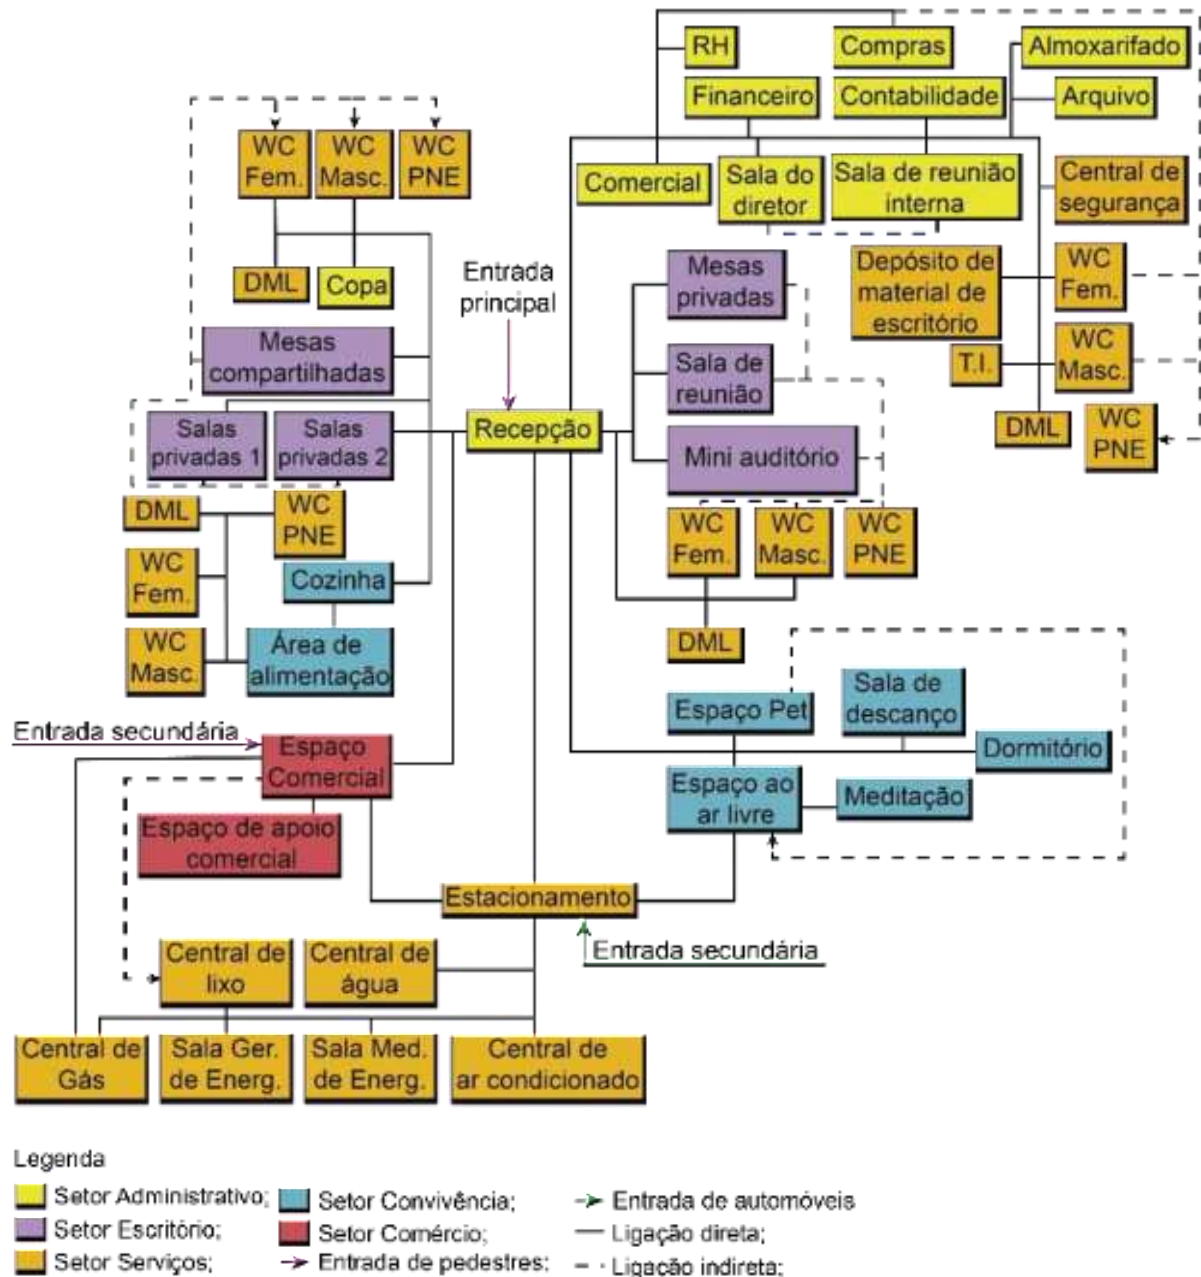 RH
Compras
Almoxarifado
Financeiro
Contabilidade
Arquivo
WC
Fem.
WC
Masc.
WC
PNE
Comercial
Sala do
diretor
Sala de reunião
interna
Central de
segurança
DML
Copa
Entrada
principal
Mesas
privadas
Depósito de
material de
escritório
WC
Fem.
Mesas
compartilhadas
Sala de
reunião
T.I.
WC
Masc.
Salas
privadas 1
Salas
privadas 2
Recepção
Mini auditório
DML
WC
PNE
DML
WC
PNE
WC
Fem.
WC
Masc.
WC
PNE
WC
Fem.
Cozinha
WC
Masc.
Área de
alimentação
DML
Espaço Pet
Sala de
descanço
Dormitório
Entrada secundária
Espaço
Comercial
Espaço ao
ar livre
Meditação
Espaço de apoio
comercial
Estacionamento
Entrada secundária
Central de
lixo
Central de
água
Central de
Gás
Sala Ger.
de Energ.
Sala Med.
de Energ.
Central de
ar condicionado
Legenda
Setor Administrativo;
Setor Convivência;
Entrada de automóveis
Setor Escritório;
Setor Comércio;
Ligação direta;
Setor Serviços;
Entrada de pedestres;
Ligação indireta;